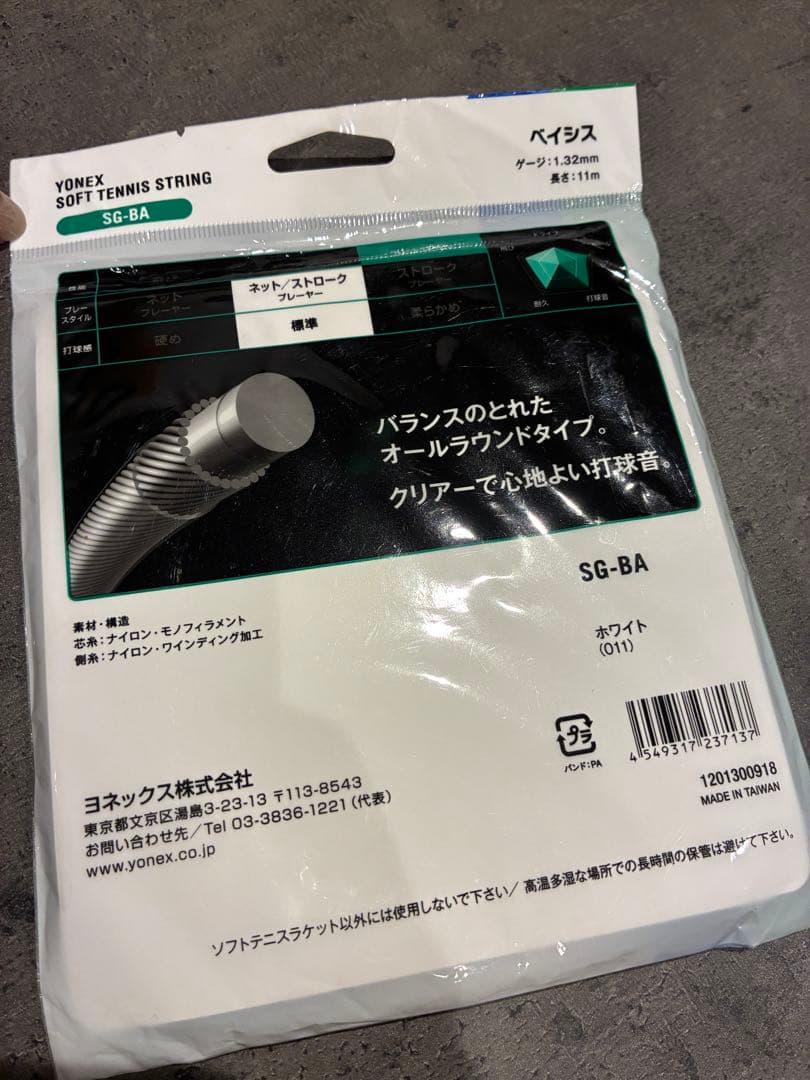 YONEX
SOFT TENNIS STRING
SG-BA
ベイシス
ゲージ:1.32mm
長さ:11m
プレー
スタイル
ネット
プレーヤー
ネット/ストローク
プレーヤー
ストローク
プレーヤー
打球感
硬め
標準
柔らかめ
耐久
打球音
バランスのとれた
オールラウンドタイプ。
クリアーで心地よい打球音。
SG-BA
素材・構造
芯糸:ナイロン・モノフィラメント
側糸:ナイロン・ワインディング加工
ホワイト
(011)
プラ
バンド:PA
4 549317 237137
1201300918
MADE IN TAIWAN
ヨネックス株式会社
東京都文京区湯島3-23-13 〒113-8543
お問い合わせ先/Tel 03-3836-1221(代表)
www.yonex.co.jp
ソフトテニスラケット以外には使用しないで下さい/高温多湿な場所での長時間の保管は避けて下さい。